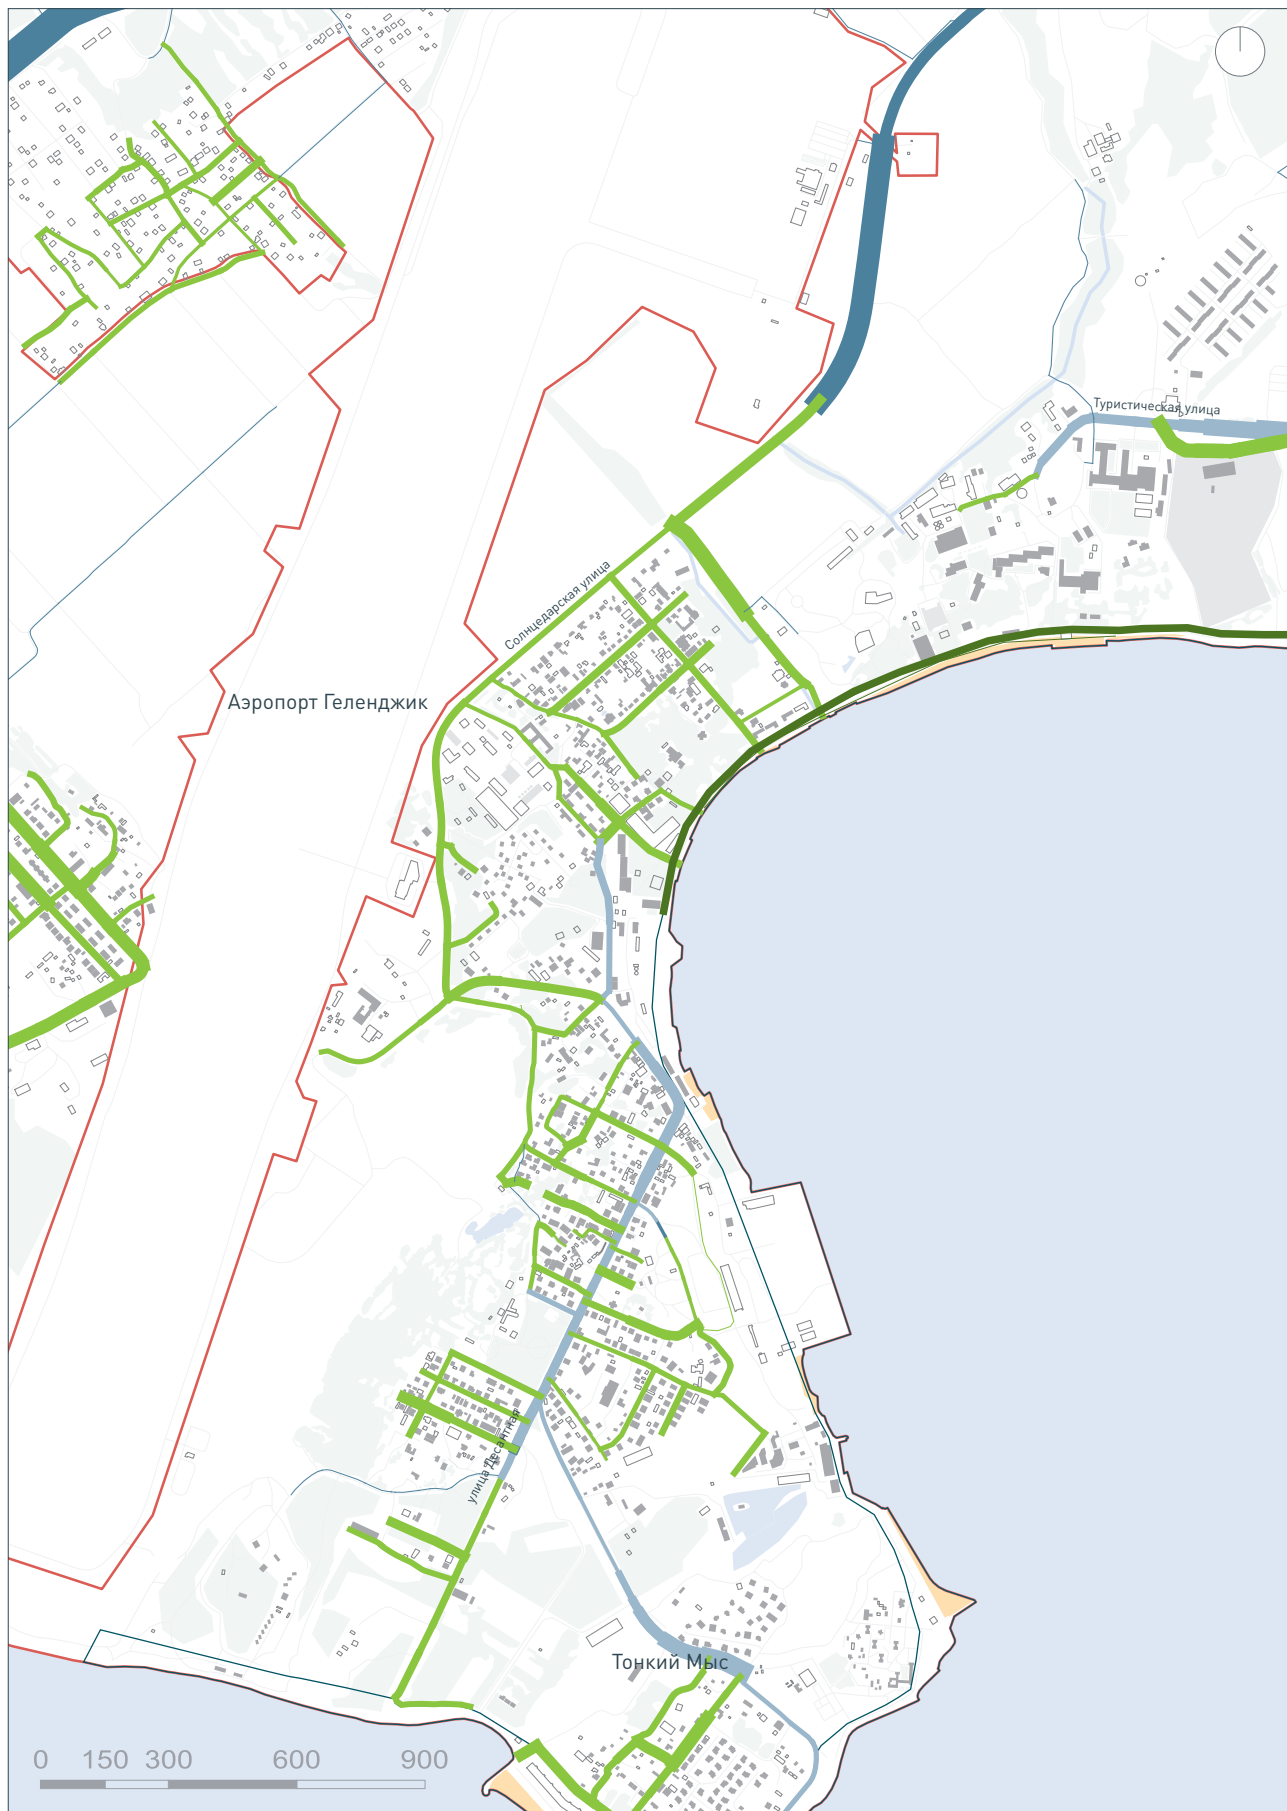 Туристическая улица
Солнцедарская улица
Аэропорт Геленджик
улица Десантная
Тонкий Мыс
0 150 300 600 900